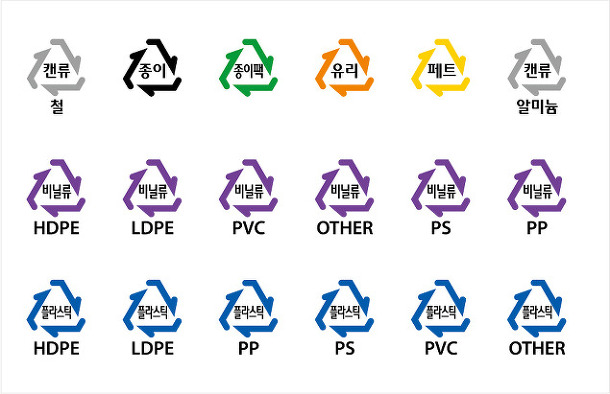 캔류 종이 종이팩 유리 페트 캔류
철 알미늄
비닐류 비닐류 비닐류 비닐류 비닐류 비닐류
HDPE LDPE PVC OTHER PS PP
플라스틱 플라스틱 플라스틱 플라스틱 플라스틱 플라스틱
HDPE LDPE PP PS PVC OTHER